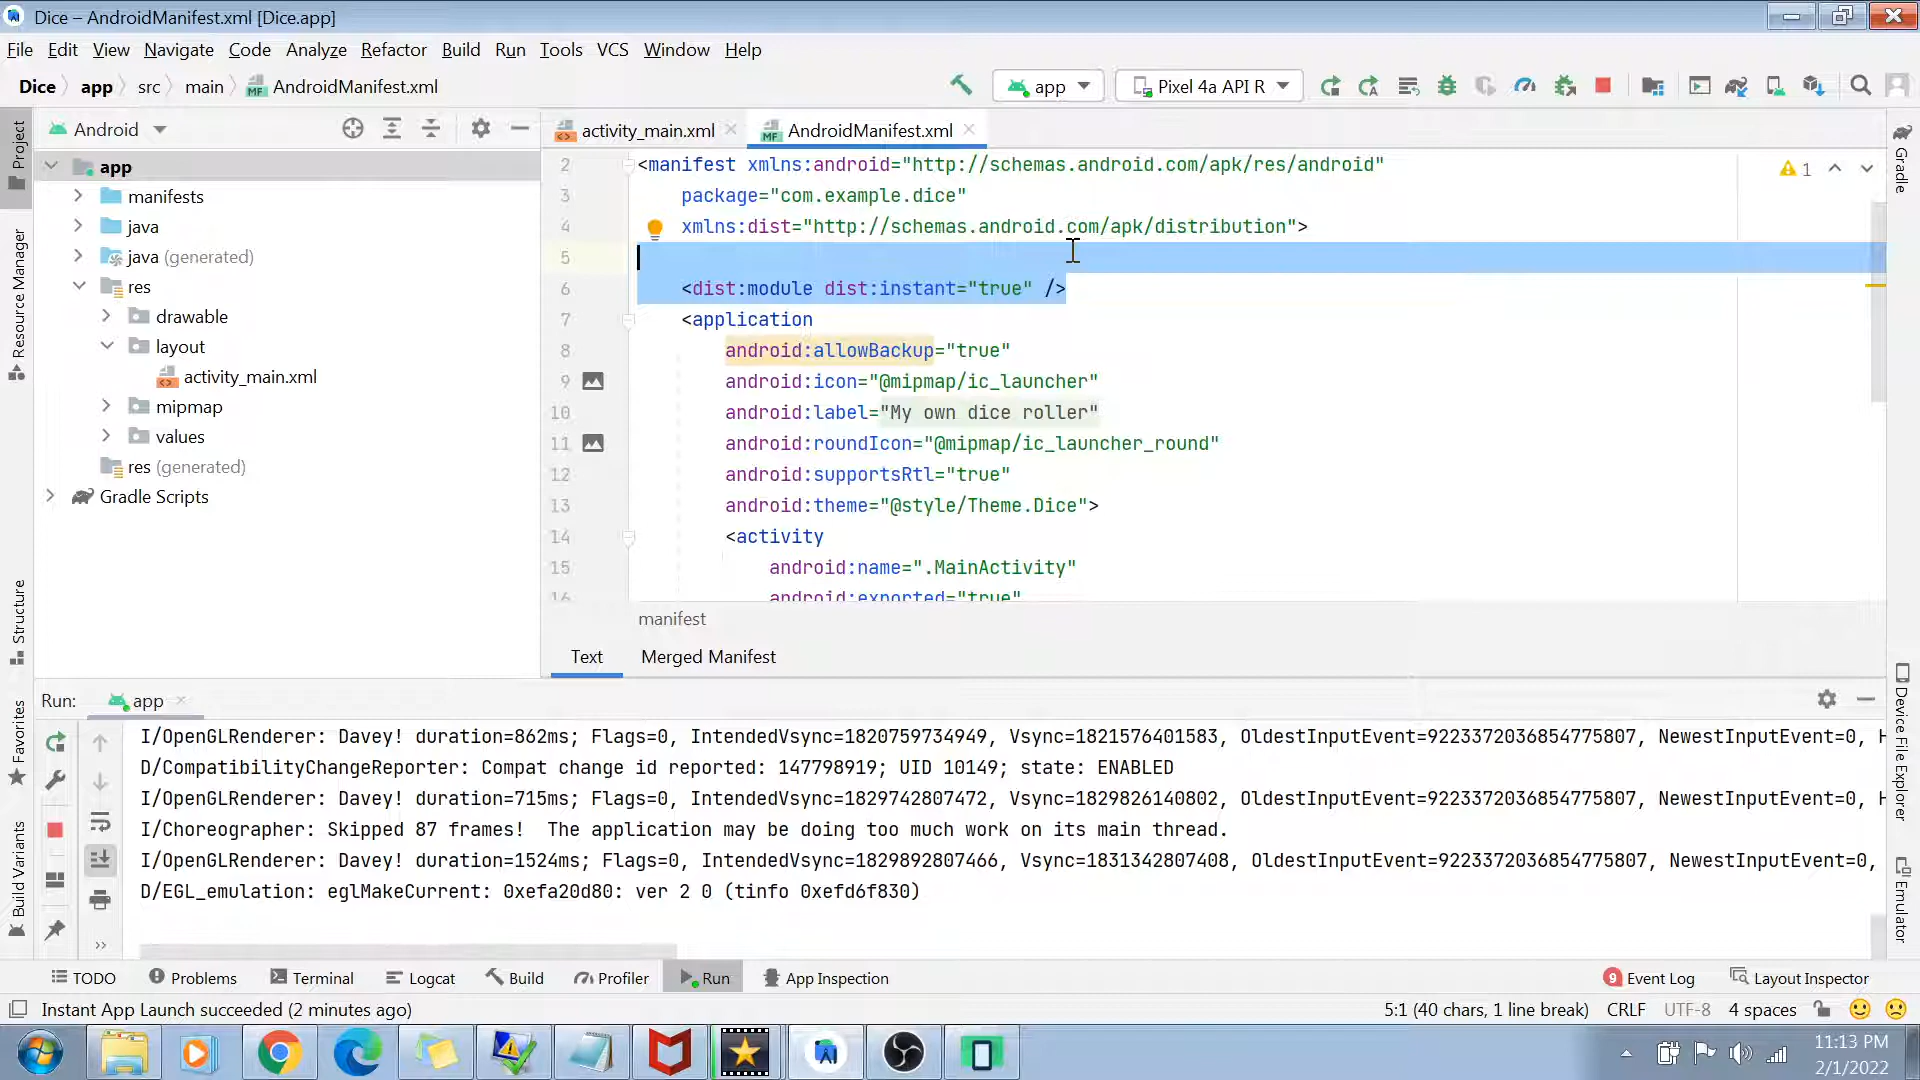 Dice – AndroidManifest.xml [Dice.app]
File Edit View Navigate Code Analyze Refactor Build Run Tools VCS Window Help
Dice app src main AndroidManifest.xml app Pixel 4a API R
Android
activity_main.xml
AndroidManifest.xml
Project
Resource Manager
Structure
Favorites
Build Variants
app
manifests
java
java (generated)
res
drawable
layout
activity_main.xml
mipmap
values
res (generated)
Gradle Scripts
1
2 <manifest xmlns:android="http://schemas.android.com/apk/res/android"
3 package="com.example.dice"
4 xmlns:dist="http://schemas.android.com/apk/distribution">
5
6 <dist:module dist:instant="true" />
7 <application
8 android:allowBackup="true"
9 android:icon="@mipmap/ic_launcher"
10 android:label="My own dice roller"
11 android:roundIcon="@mipmap/ic_launcher_round"
12 android:supportsRtl="true"
13 android:theme="@style/Theme.Dice">
14 <activity
15 android:name=".MainActivity"
16 android:exported="true"
manifest
Text Merged Manifest
Gradle
Device File Explorer
Emulator
Run: app
I/OpenGLRenderer: Davey! duration=862ms; Flags=0, IntendedVsync=1820759734949, Vsync=1821576401583, OldestInputEvent=9223372036854775807, NewestInputEvent=0, H
D/CompatibilityChangeReporter: Compat change id reported: 147798919; UID 10149; state: ENABLED
I/OpenGLRenderer: Davey! duration=715ms; Flags=0, IntendedVsync=1829742807472, Vsync=1829826140802, OldestInputEvent=9223372036854775807, NewestInputEvent=0, H
I/Choreographer: Skipped 87 frames!  The application may be doing too much work on its main thread.
I/OpenGLRenderer: Davey! duration=1524ms; Flags=0, IntendedVsync=1829892807466, Vsync=1831342807408, OldestInputEvent=9223372036854775807, NewestInputEvent=0,
D/EGL_emulation: eglMakeCurrent: 0xefa20d80: ver 2 0 (tinfo 0xefd6f830)
TODO Problems Terminal Logcat Build Profiler Run App Inspection 9 Event Log Layout Inspector
Instant App Launch succeeded (2 minutes ago) 5:1 (40 chars, 1 line break) CRLF UTF-8 4 spaces
11:13 PM
2/1/2022